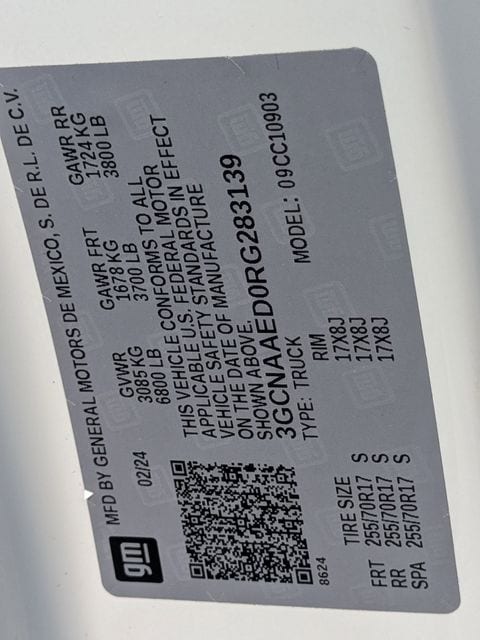 gm
MFD BY GENERAL MOTORS DE MEXICO, S. DE R.L. DE C.V.
02/24
GVWR GAWR FRT GAWR RR
3085 KG 1678 KG 1724 KG
6800 LB 3700 LB 3800 LB
THIS VEHICLE CONFORMS TO ALL
APPLICABLE U.S. FEDERAL MOTOR
VEHICLE SAFETY STANDARDS IN EFFECT
ON THE DATE OF MANUFACTURE
SHOWN ABOVE.
3GCNAAED0RG283139
TYPE: TRUCK MODEL: 09CC10903
8624
TIRE SIZE RIM
FRT 255/70R17 S 17X8J
RR 255/70R17 S 17X8J
SPA 255/70R17 S 17X8J